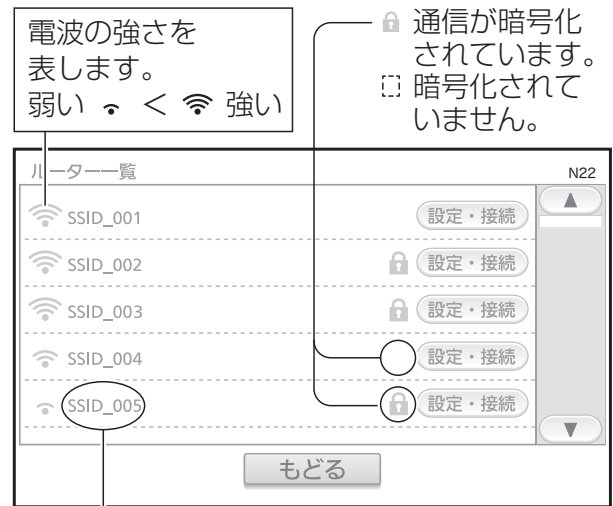 電波の強さを
表します。
弱い < 強い
通信が暗号化
されています。
暗号化されて
いません。
ルーター一覧
N22
SSID_001
設定・接続
SSID_002
設定・接続
SSID_003
設定・接続
SSID_004
設定・接続
SSID_005
設定・接続
もどる